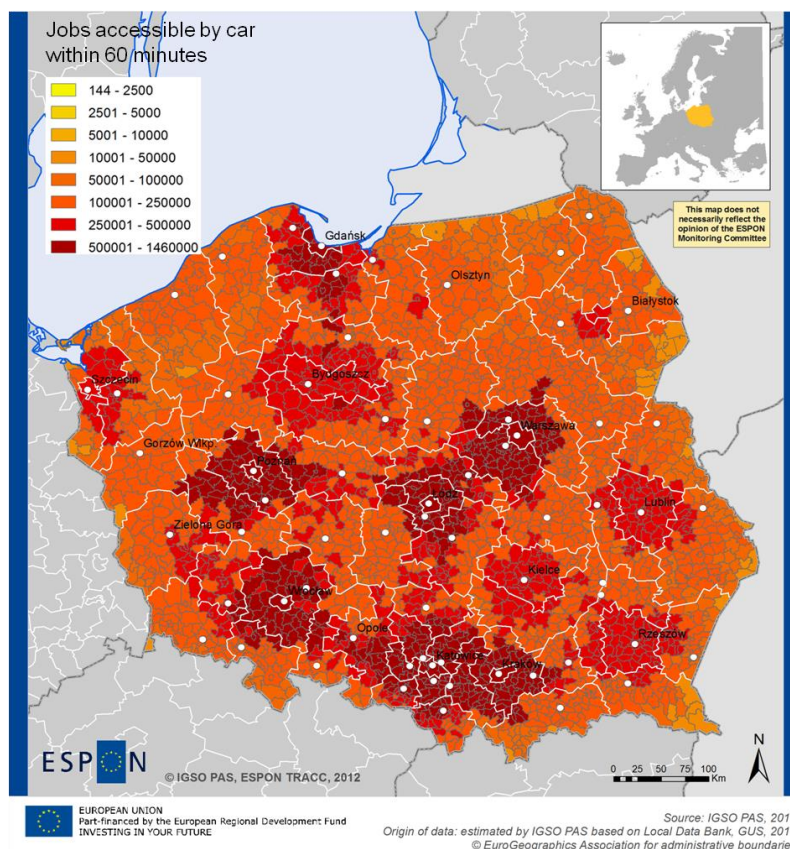 Jobs accessible by car
within 60 minutes
144 - 2500
2501 - 5000
5001 - 10000
10001 - 50000
50001 - 100000
100001 - 250000
250001 - 500000
500001 - 1460000
This map does not
necessarily reflect the
opinion of the ESPON
Monitoring Committee
Gdańsk
Olsztyn
Białystok
Szczecin
Bydgoszcz
Gorzów Wlkp.
Warszawa
Poznań
Łódź
Lublin
Zielona Góra
Wrocław
Kielce
Opole
Katowice
Kraków
Rzeszów
N
ESPON
© IGSO PAS, ESPON TRACC, 2012
0 12,5 25 50 75 100
Km
EUROPEAN UNION
Part-financed by the European Regional Development Fund
INVESTING IN YOUR FUTURE
Source: IGSO PAS, 201
Origin of data: estimated by IGSO PAS based on Local Data Bank, GUS, 201
© EuroGeographics Association for administrative boundarie